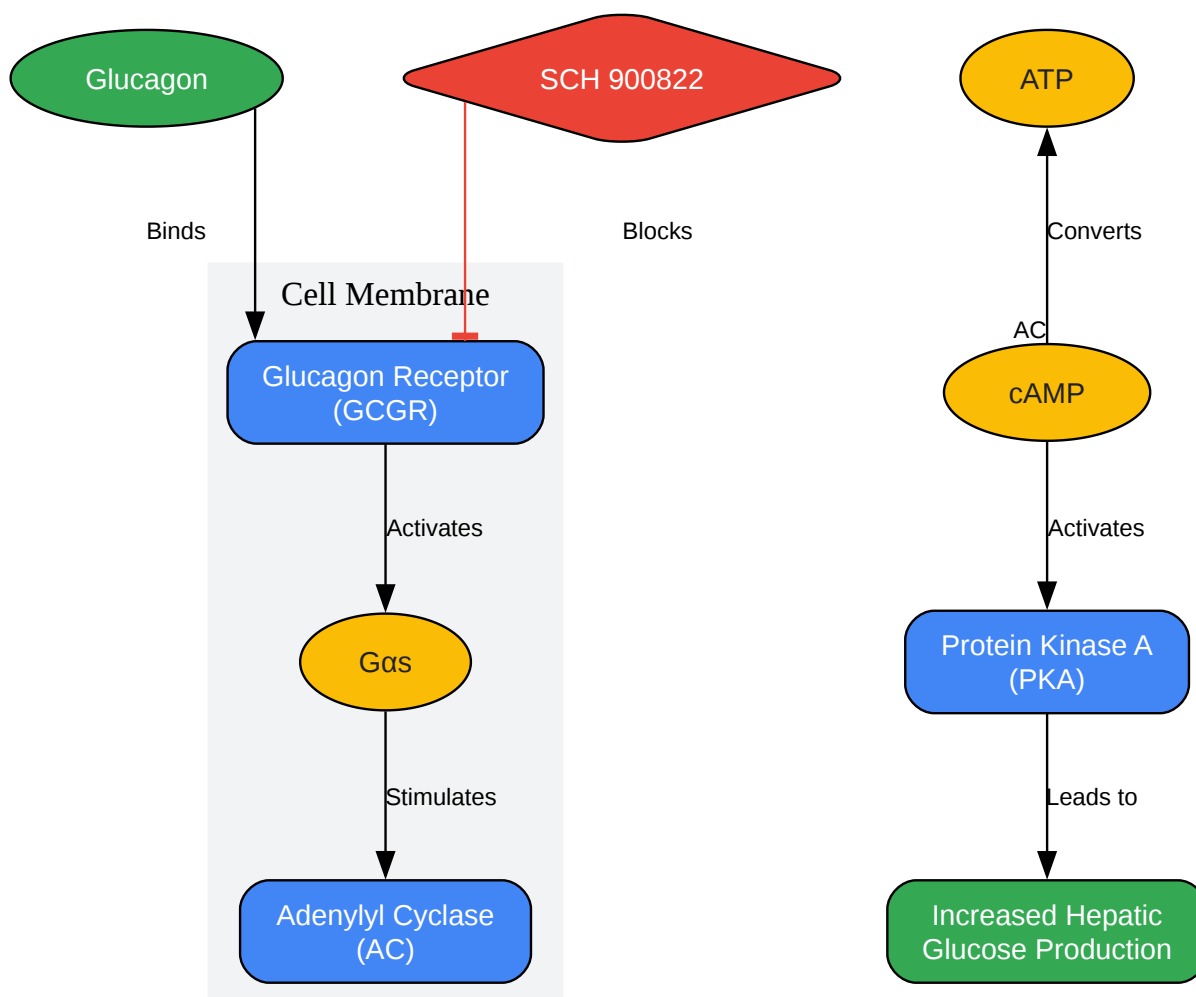 Glucagon
SCH 900822
ATP
Binds
Blocks
Converts
Cell Membrane
AC
Glucagon Receptor
(GCGR)
cAMP
Activates
Activates
Gαs
Protein Kinase A
(PKA)
Stimulates
Leads to
Adenylyl Cyclase
(AC)
Increased Hepatic
Glucose Production